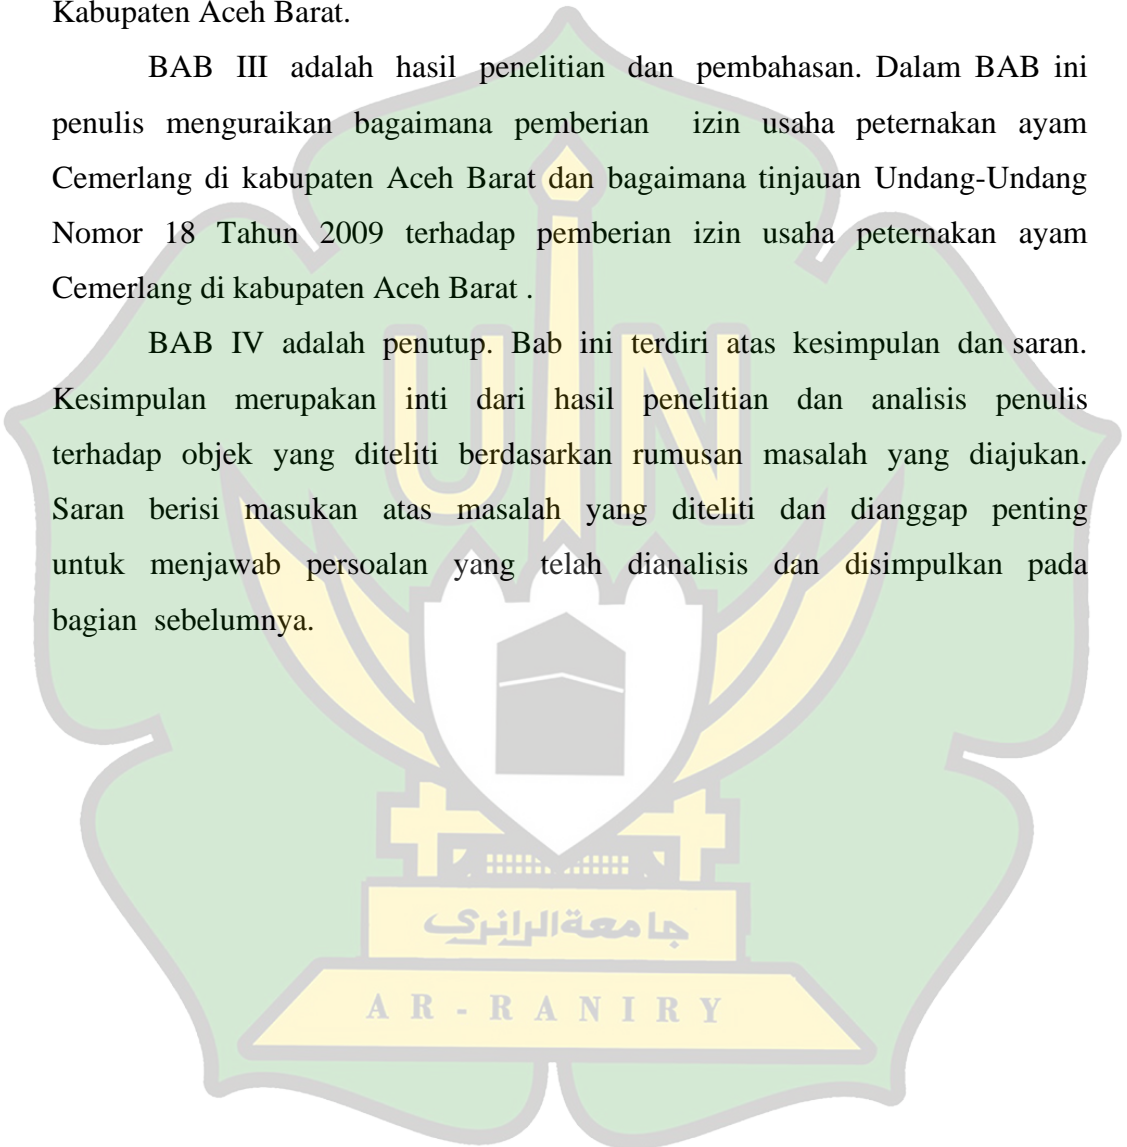 Kabupaten Aceh Barat.
BAB III adalah hasil penelitian dan pembahasan. Dalam BAB ini
penulis menguraikan bagaimana pemberian izin usaha peternakan ayam
Cemerlang di kabupaten Aceh Barat dan bagaimana tinjauan Undang-Undang
Nomor 18 Tahun 2009 terhadap pemberian izin usaha peternakan ayam
Cemerlang di kabupaten Aceh Barat .
BAB IV adalah penutup. Bab ini terdiri atas kesimpulan dan saran.
Kesimpulan merupakan inti dari hasil penelitian dan analisis penulis
terhadap objek yang diteliti berdasarkan rumusan masalah yang diajukan.
Saran berisi masukan atas masalah yang diteliti dan dianggap penting
untuk menjawab persoalan yang telah dianalisis dan disimpulkan pada
bagian sebelumnya.
UIN
جامعة الرانري
AR-RANIRY